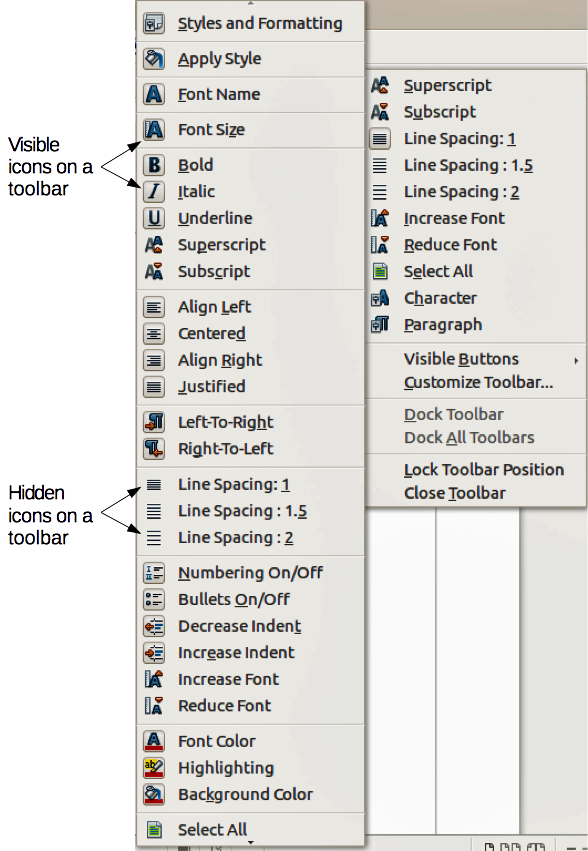 Styles and Formatting
Apply Style
Font Name
Font Size
Visible
icons on a
toolbar
Bold
Italic
Underline
Superscript
Subscript
Align Left
Centered
Align Right
Justified
Left-To-Right
Right-To-Left
Hidden
icons on a
toolbar
Line Spacing: 1
Line Spacing : 1.5
Line Spacing : 2
Numbering On/Off
Bullets On/Off
Decrease Indent
Increase Indent
Increase Font
Reduce Font
Font Color
Highlighting
Background Color
Select All
Superscript
Subscript
Line Spacing: 1
Line Spacing : 1.5
Line Spacing : 2
Increase Font
Reduce Font
Select All
Character
Paragraph
Visible Buttons
Customize Toolbar...
Dock Toolbar
Dock All Toolbars
Lock Toolbar Position
Close Toolbar